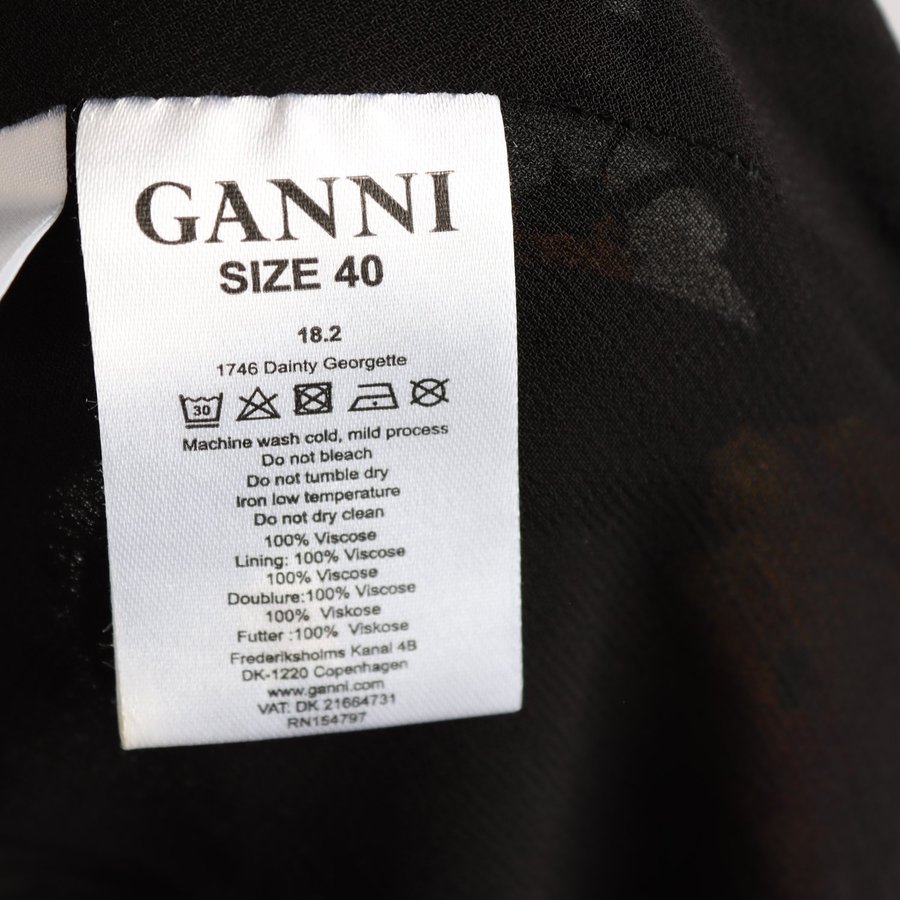 GANNI
SIZE 40
18.2
1746 Dainty Georgette
30
Machine wash cold, mild process
Do not bleach
Do not tumble dry
Iron low temperature
Do not dry clean
100% Viscose
Lining: 100% Viscose
100% Viscose
Doublure:100% Viscose
100% Viskose
Futter :100% Viskose
Frederiksholms Kanal 4B
DK-1220 Copenhagen
www.ganni.com
VAT: DK 21664731
RN154797